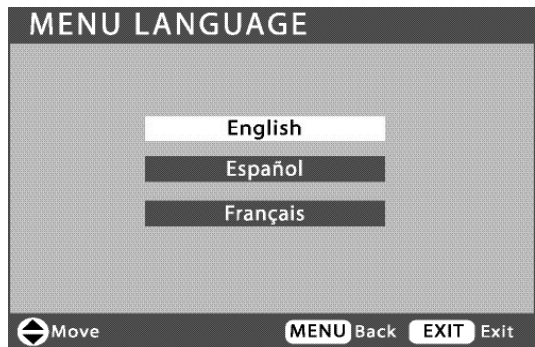 MENU LANGUAGE
English
Español
Français
Move MENU Back EXIT Exit